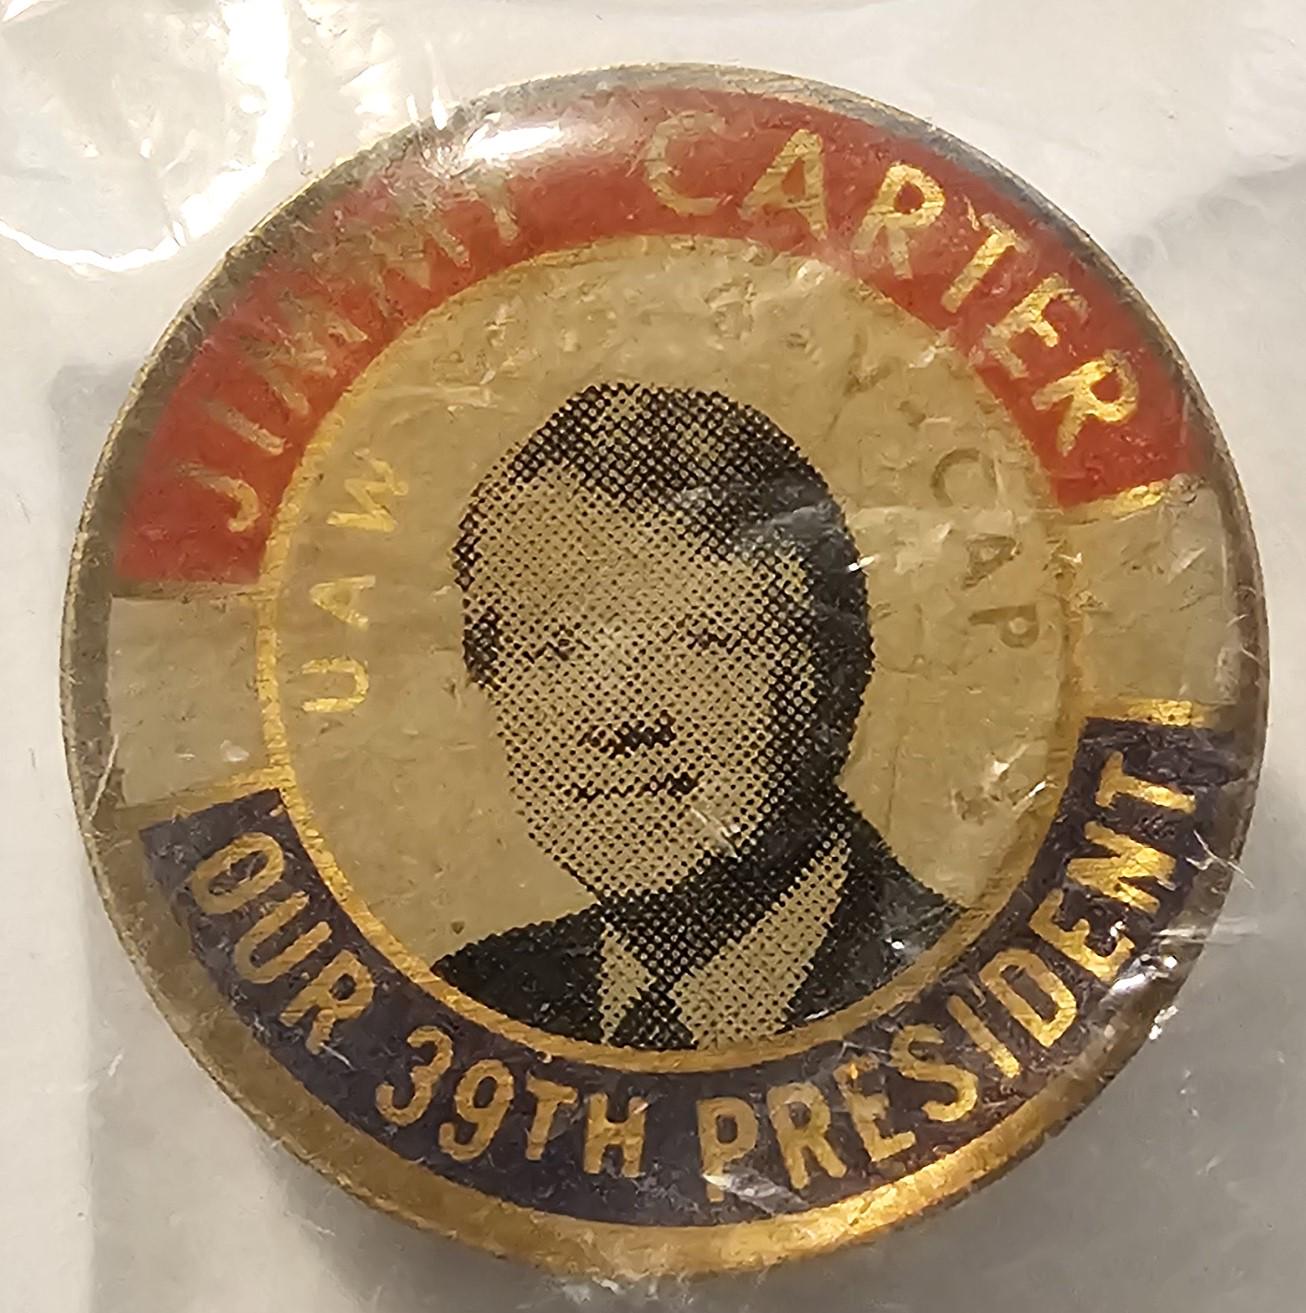 JIMMY CARTER
UAW
CAP
OUR 39TH PRESIDENT